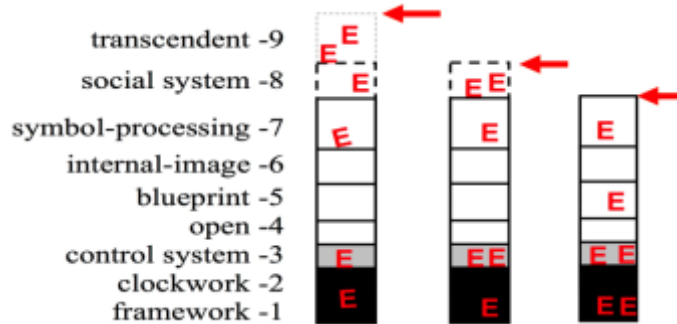 transcendent -9
E
E
social system -8
E
E E
symbol-processing -7
E
E
E
internal-image -6
blueprint -5
E
open -4
control system -3
E
E E
E E
clockwork -2
framework -1
E
E
E E